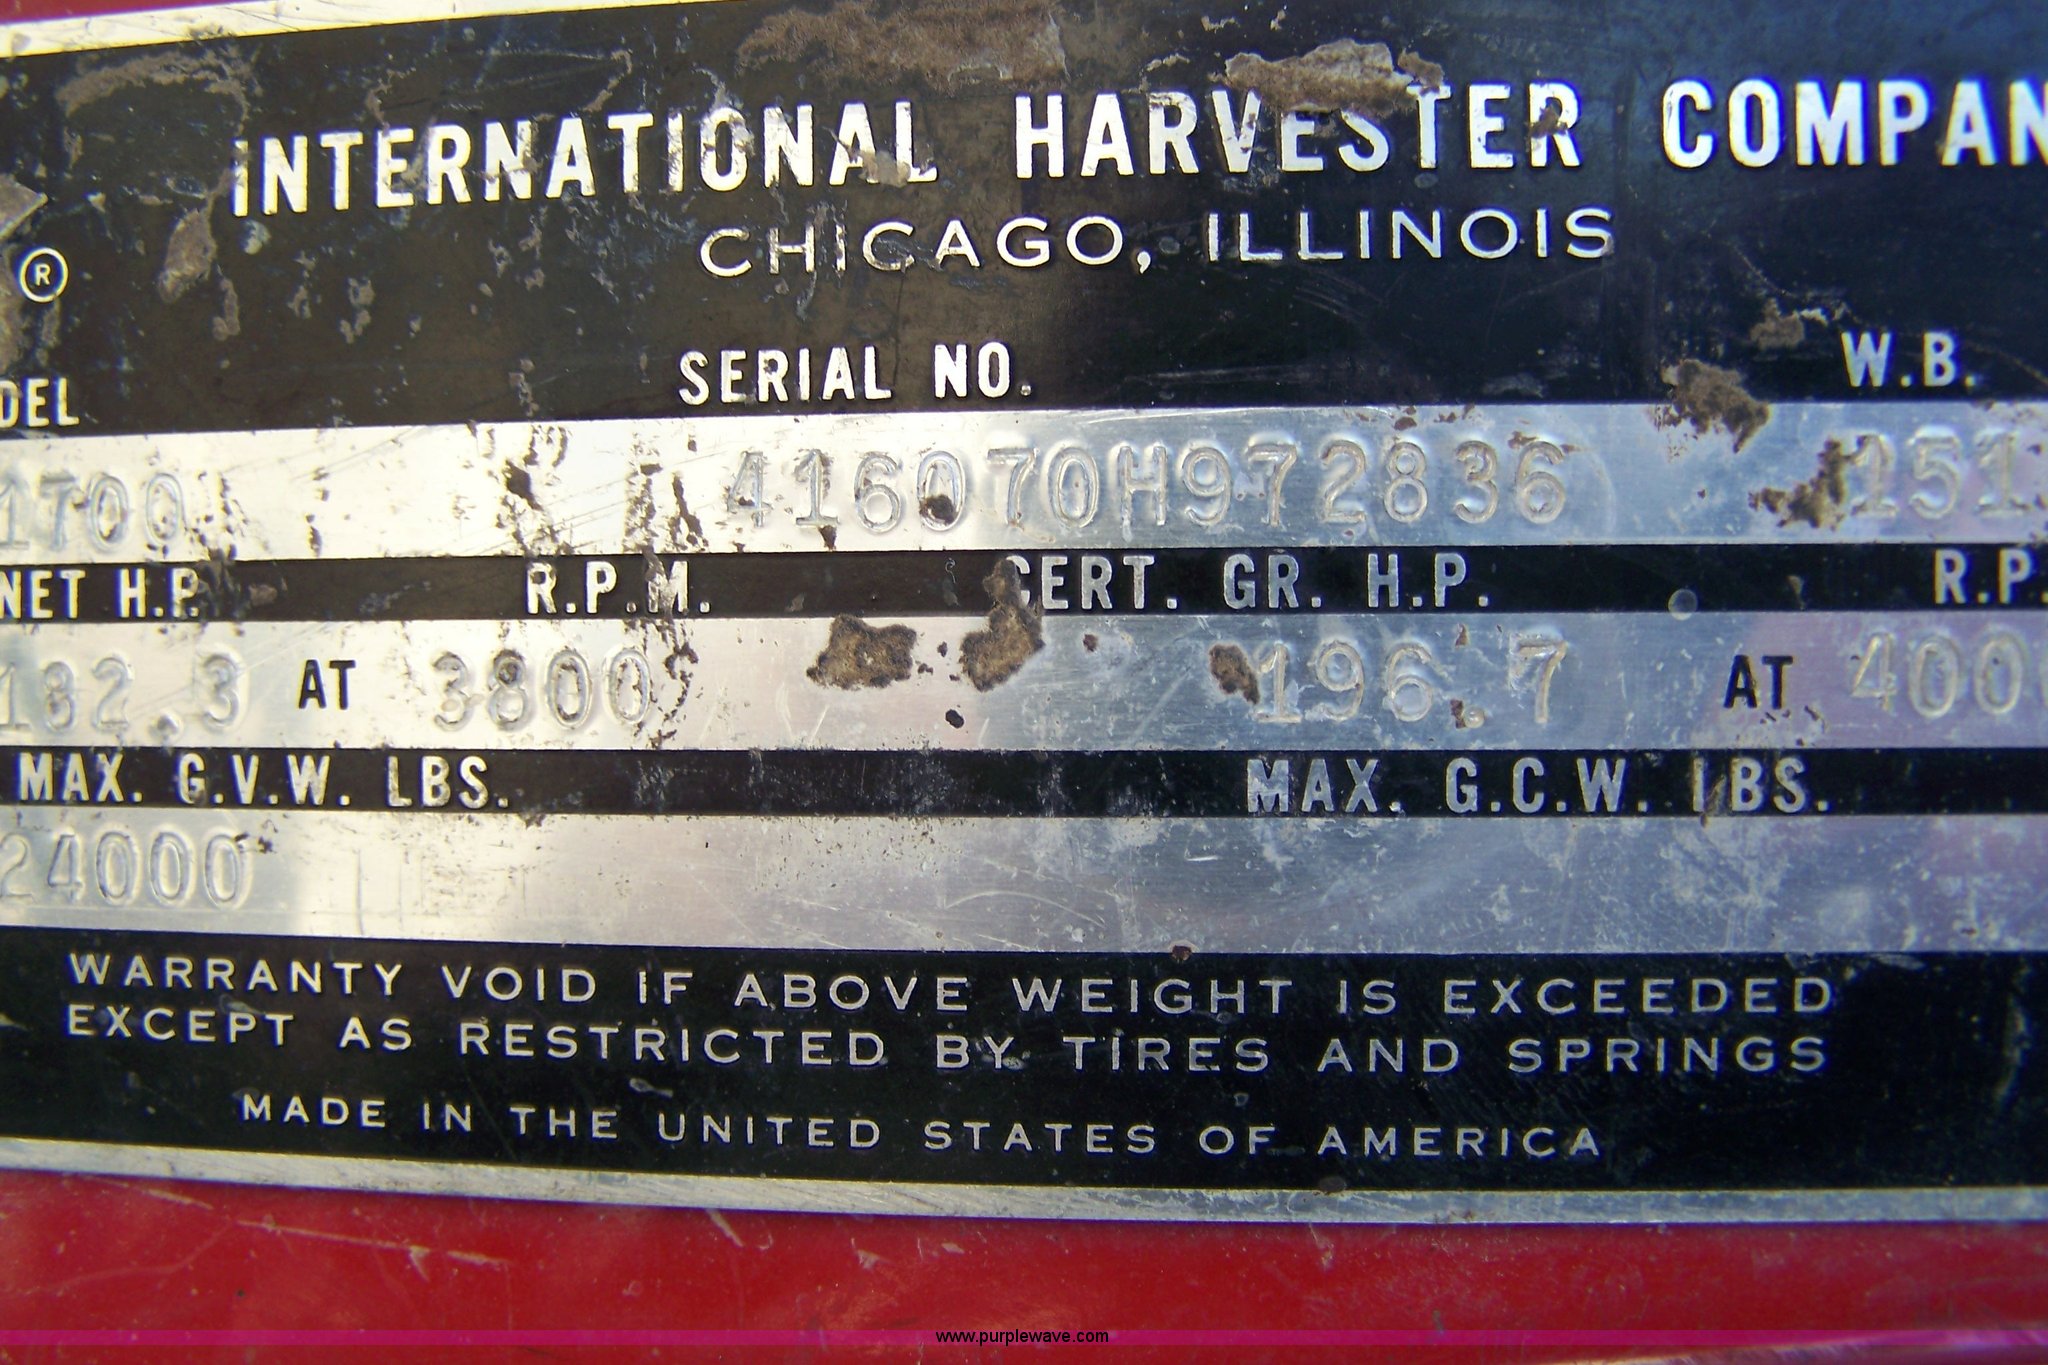 INTERNATIONAL HARVESTER COMPAN
CHICAGO, ILLINOIS
®
DEL SERIAL NO. W.B.
1700 416070H972836 151
NET H.P. R.P.M. CERT. GR. H.P. R.P.
182.3 AT 3800 196.7 AT 400
MAX. G.V.W. LBS. MAX. G.C.W. LBS.
24000
WARRANTY VOID IF ABOVE WEIGHT IS EXCEEDED
EXCEPT AS RESTRICTED BY TIRES AND SPRINGS
MADE IN THE UNITED STATES OF AMERICA
www.purplewave.com